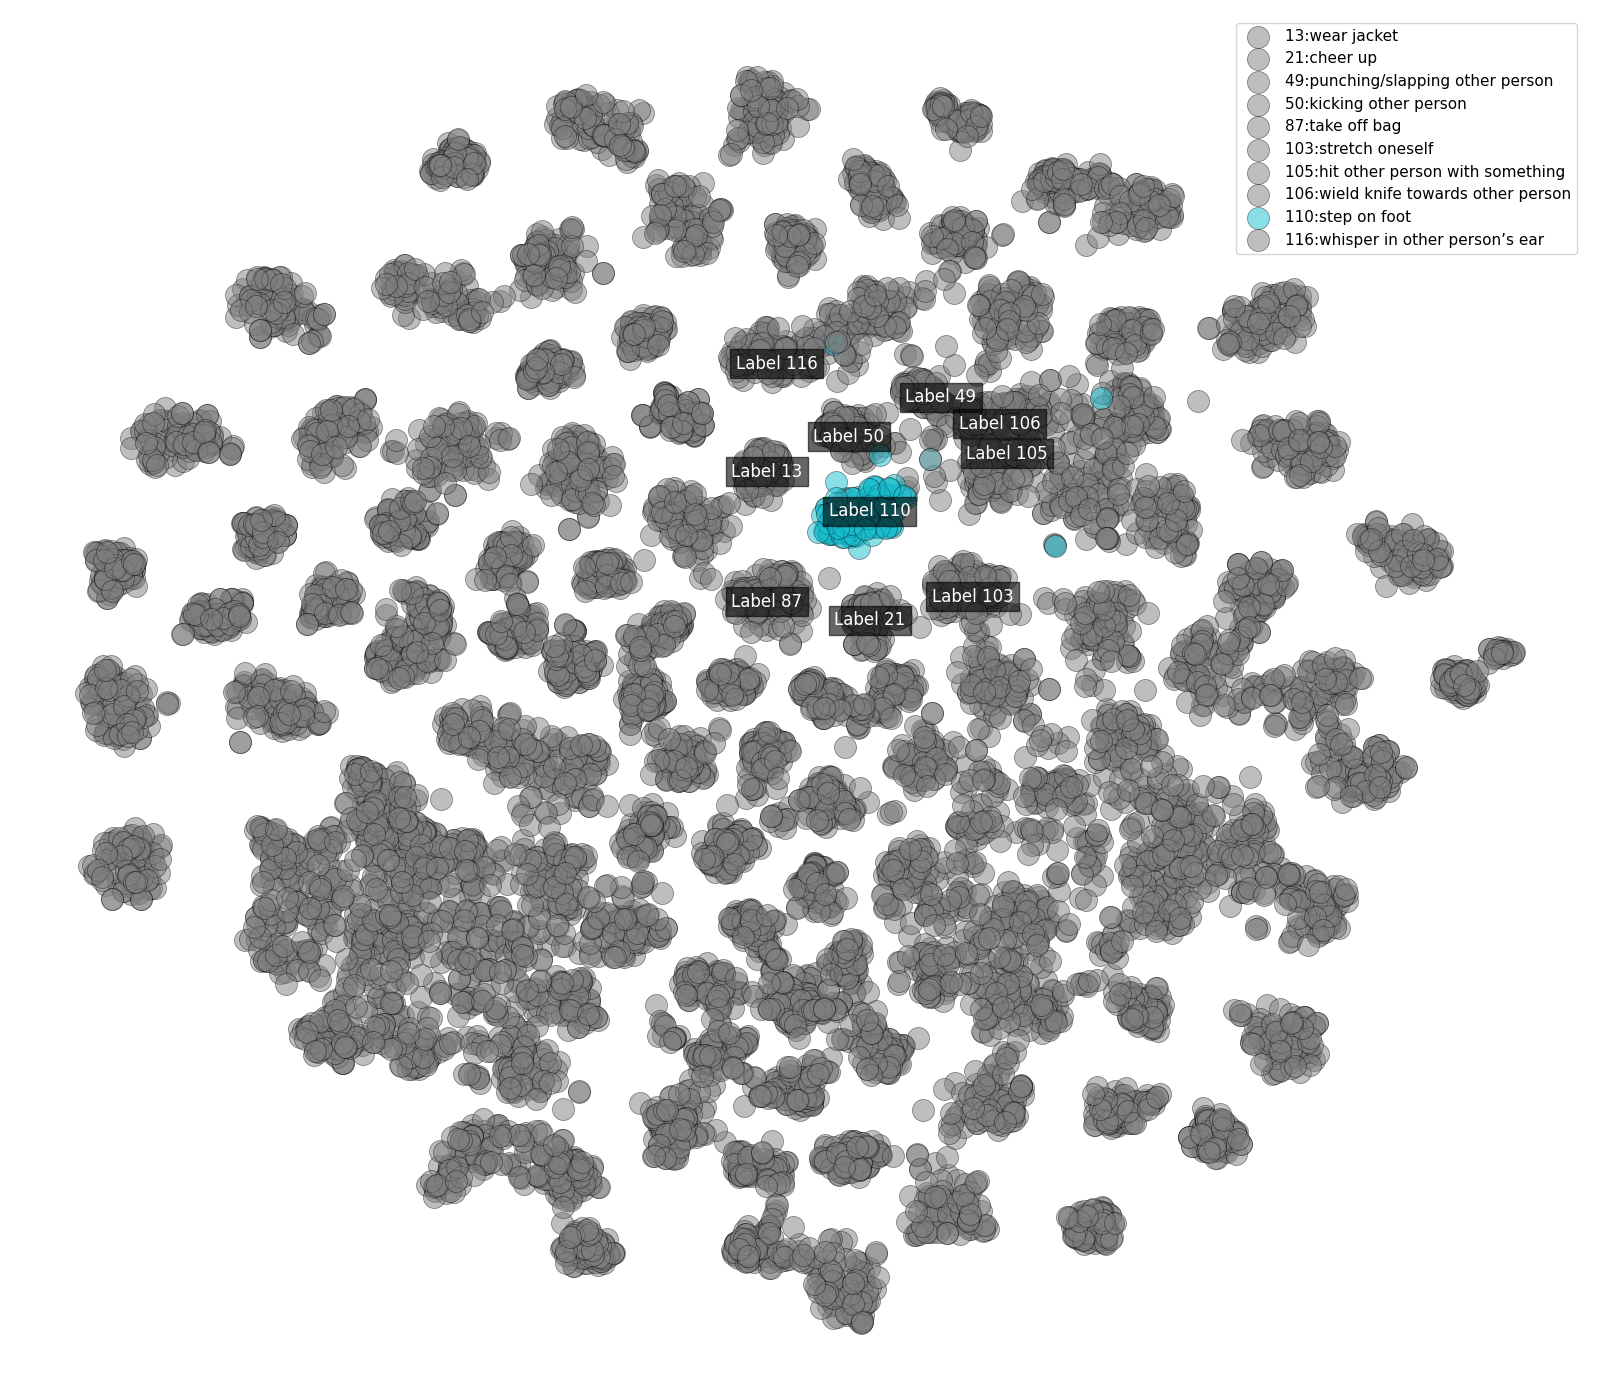 13:wear jacket
21:cheer up
49:punching/slapping other person
50:kicking other person
87:take off bag
103:stretch oneself
105:hit other person with something
106:wield knife towards other person
110:step on foot
116:whisper in other person’s ear
Label 116
Label 49
Label 106
Label 50
Label 105
Label 13
Label 110
Label 103
Label 87
Label 21